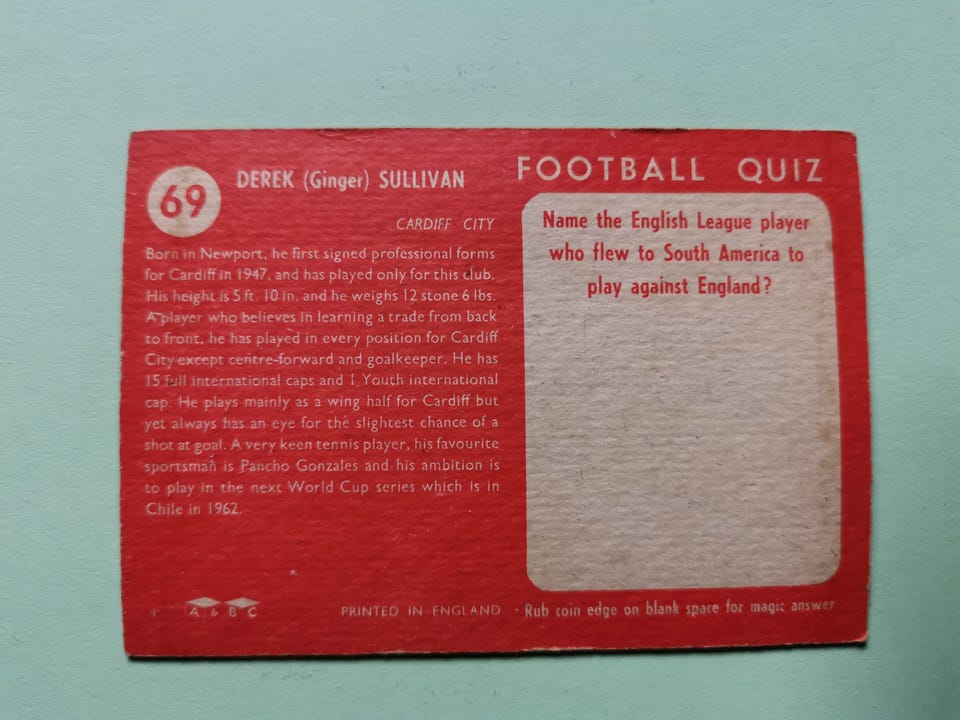 69
DEREK (Ginger) SULLIVAN
CARDIFF CITY
Born in Newport, he first signed professional forms
for Cardiff in 1947, and has played only for this club.
His height is 5 ft. 10 in. and he weighs 12 stone 6 lbs.
A player who believes in learning a trade from back
to front, he has played in every position for Cardiff
City except centre-forward and goalkeeper. He has
15 full international caps and 1 Youth international
cap. He plays mainly as a wing half for Cardiff but
yet always has an eye for the slightest chance of a
shot at goal. A very keen tennis player, his favourite
sportsman is Pancho Gonzales and his ambition is
to play in the next World Cup series which is in
Chile in 1962.
© A & B C
PRINTED IN ENGLAND
FOOTBALL QUIZ
Name the English League player
who flew to South America to
play against England?
· Rub coin edge on blank space for magic answer